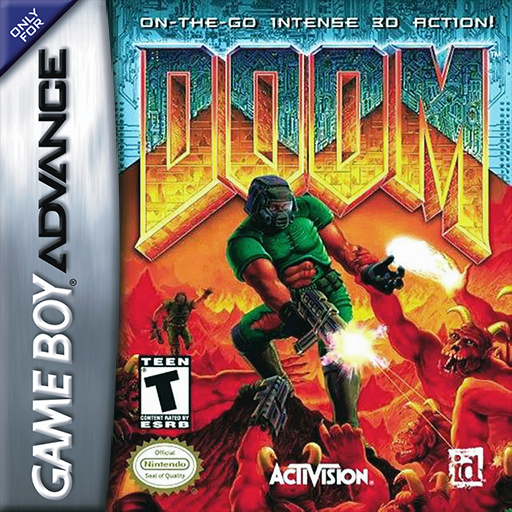 ONLY
FOR
GAME BOY ADVANCE
ON-THE-GO INTENSE 3D ACTION!
DOOM™
TEEN
T
CONTENT RATED BY
ESRB
Official
Nintendo
Seal of Quality
ACTIVISION®
id